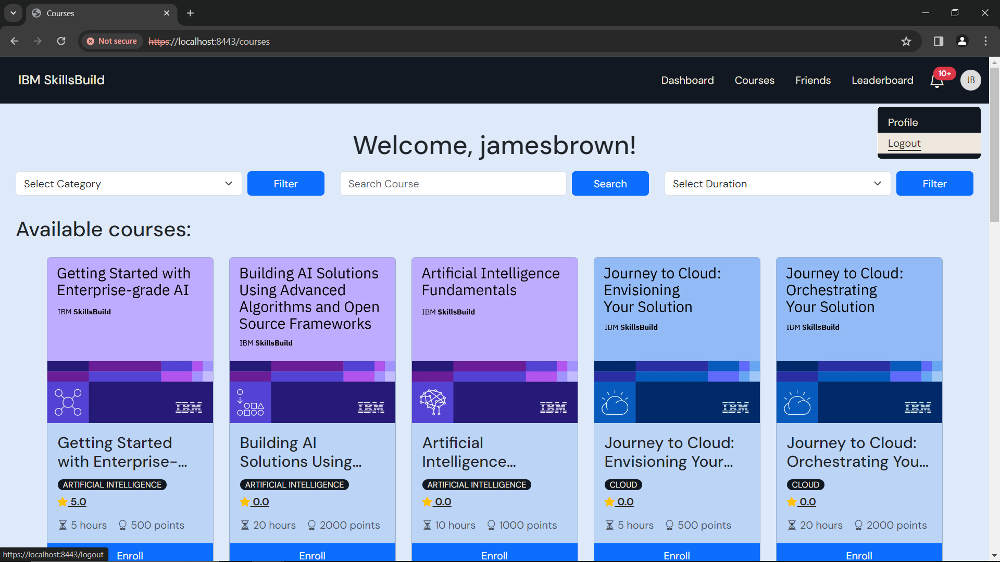 Courses
Not secure
https://localhost:8443/courses
IBM SkillsBuild
Dashboard
Courses
Friends
Leaderboard
10+
JB
Profile
Logout
Welcome, jamesbrown!
Select Category
Filter
Search Course
Search
Select Duration
Filter
Available courses:
Getting Started with
Enterprise-grade AI
IBM SkillsBuild
IBM
Getting Started
with Enterprise-...
ARTIFICIAL INTELLIGENCE
5.0
5 hours
500 points
Enroll
Building AI Solutions
Using Advanced
Algorithms and Open
Source Frameworks
IBM SkillsBuild
IBM
Building AI
Solutions Using...
ARTIFICIAL INTELLIGENCE
0.0
20 hours
2000 points
Enroll
Artificial Intelligence
Fundamentals
IBM SkillsBuild
IBM
Artificial
Intelligence...
ARTIFICIAL INTELLIGENCE
0.0
10 hours
1000 points
Enroll
Journey to Cloud:
Envisioning
Your Solution
IBM SkillsBuild
IBM
Journey to Cloud:
Envisioning Your...
CLOUD
0.0
5 hours
500 points
Enroll
Journey to Cloud:
Orchestrating
Your Solution
IBM SkillsBuild
IBM
Journey to Cloud:
Orchestrating You...
CLOUD
0.0
20 hours
2000 points
Enroll
https://localhost:8443/logout